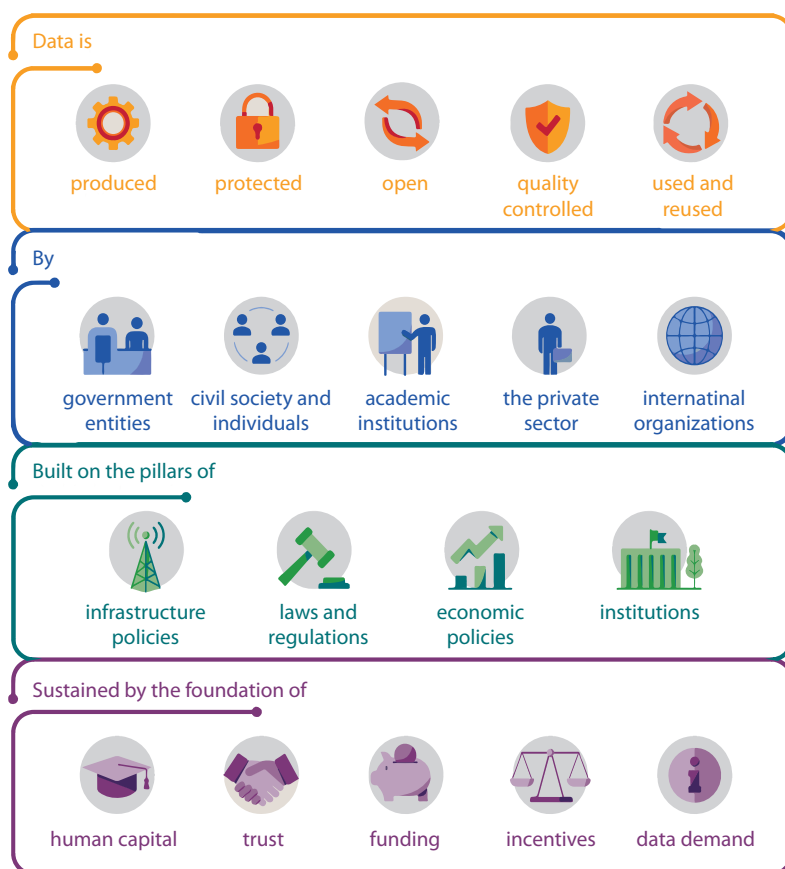 Data is
produced
protected
open
quality
controlled
used and
reused
By
government
entities
civil society and
individuals
academic
institutions
the private
sector
internatinal
organizations
Built on the pillars of
infrastructure
policies
laws and
regulations
economic
policies
institutions
Sustained by the foundation of
human capital
trust
funding
incentives
data demand